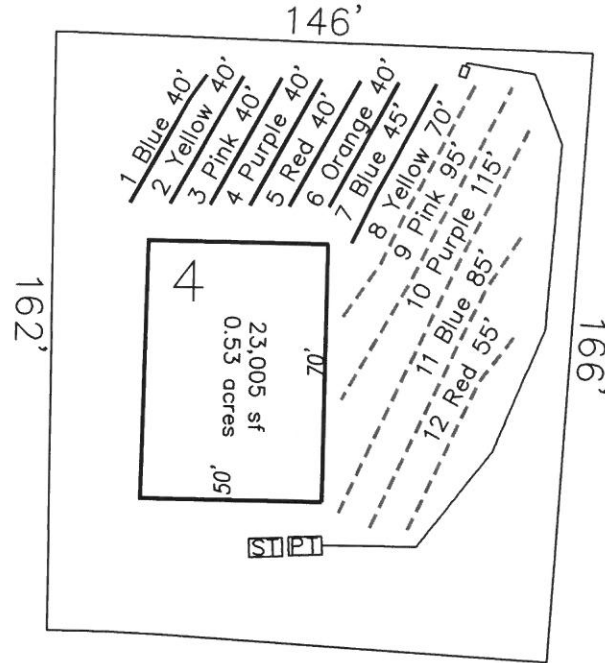 146'
1 Blue 40'
2 Yellow 40'
3 Pink 40'
4 Purple 40'
5 Red 40'
6 Orange 40'
7 Blue 45'
8 Yellow 70'
9 Pink 95'
10 Purple 115'
11 Blue 85'
12 Red 55'
162'
166'
4
23,005 sf
0.53 acres
70'
50'
ST
PT